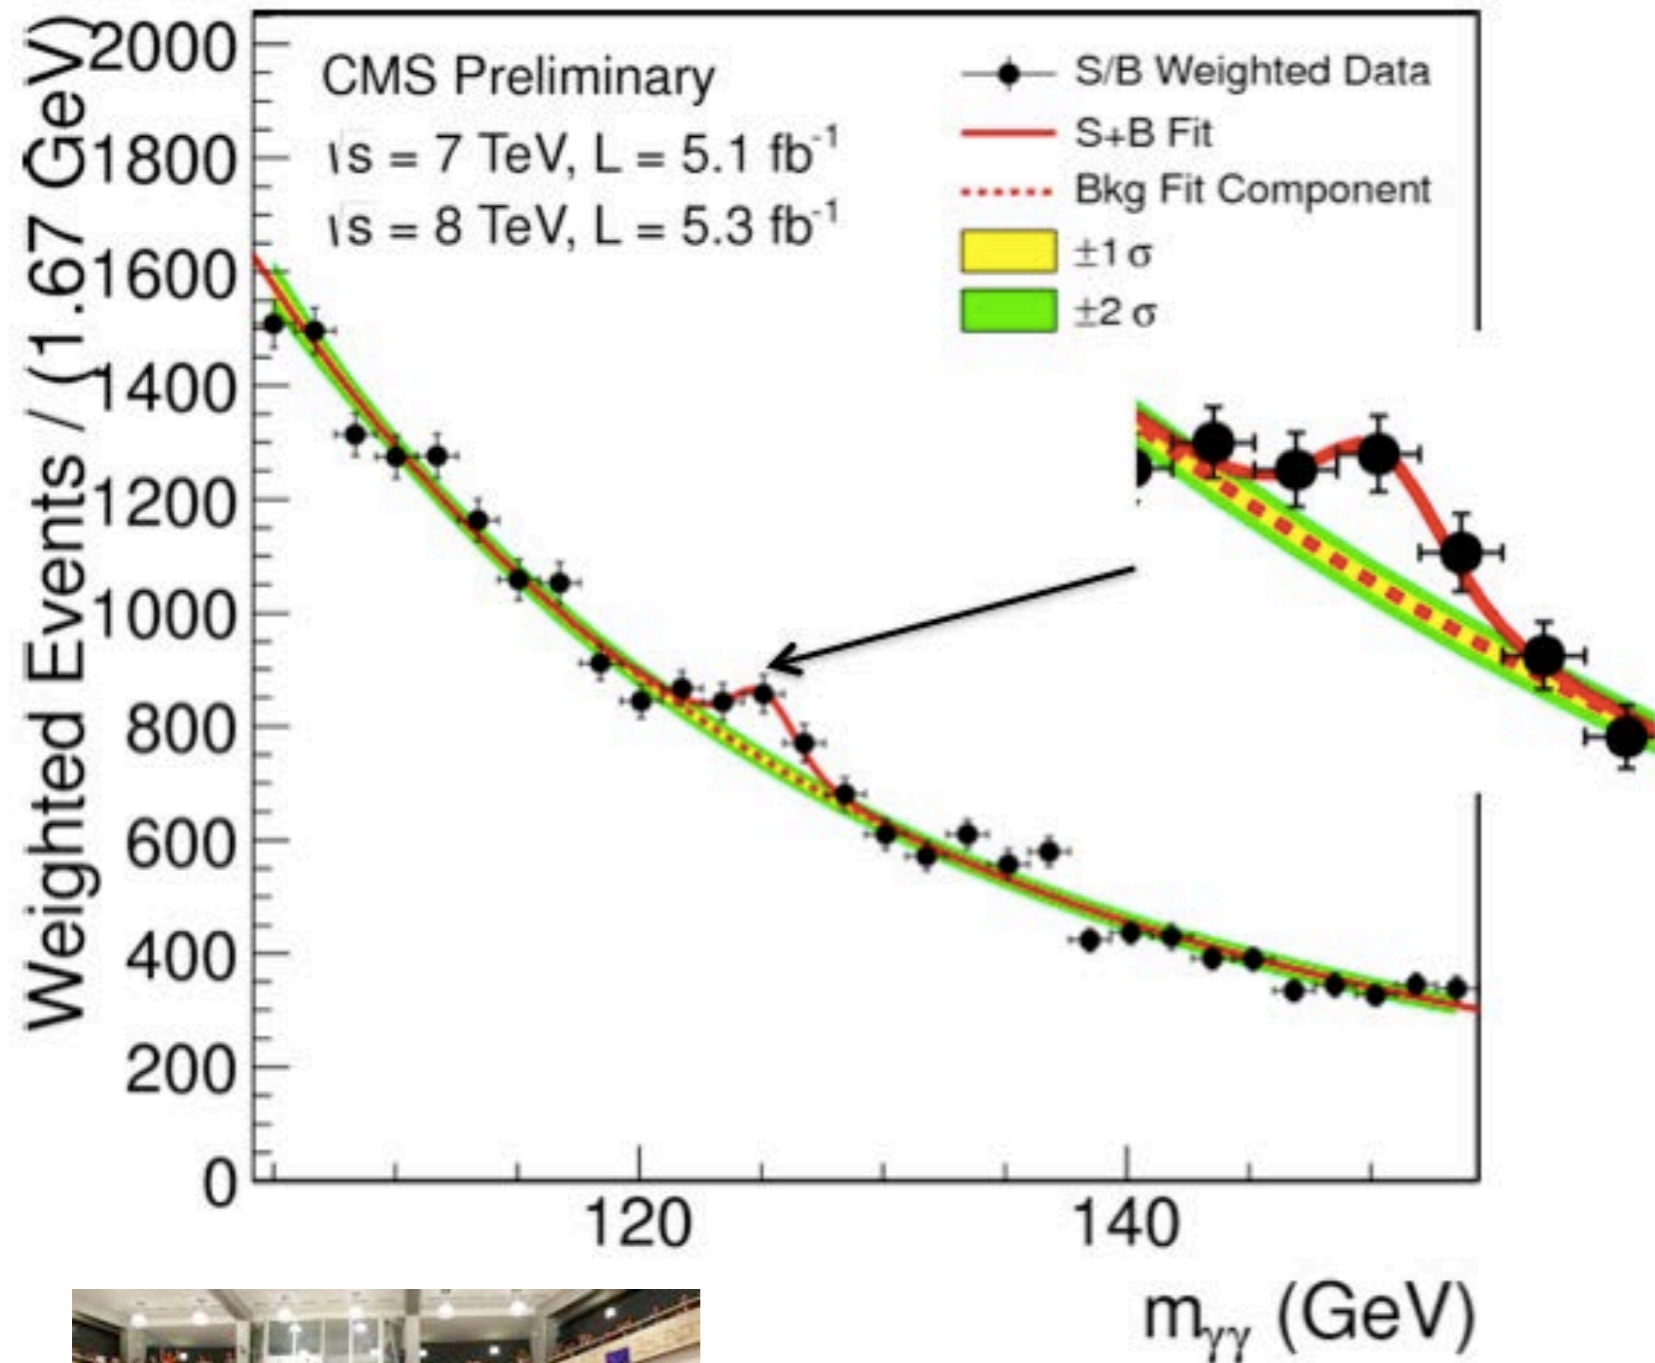 Weighted Events / (1.67 GeV)
2000
1800
1600
1400
1200
1000
800
600
400
200
0
CMS Preliminary
√s = 7 TeV, L = 5.1 fb⁻¹
√s = 8 TeV, L = 5.3 fb⁻¹
S/B Weighted Data
S+B Fit
Bkg Fit Component
±1 σ
±2 σ
120
140
mγγ (GeV)